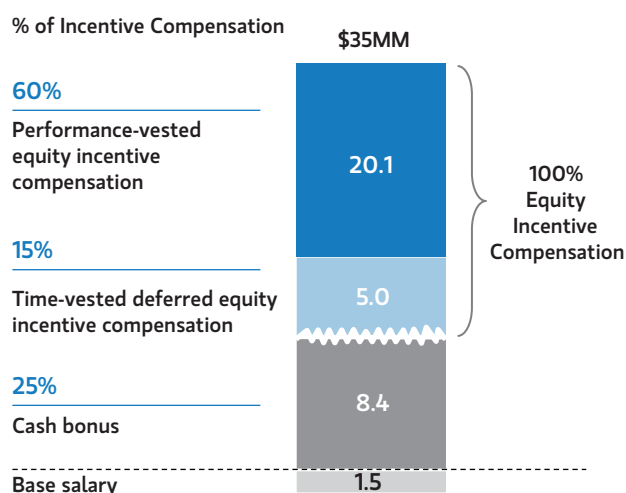 % of Incentive Compensation
$35MM
60%
Performance-vested
equity incentive
compensation
20.1
100%
Equity
Incentive
Compensation
15%
Time-vested deferred equity
incentive compensation
5.0
25%
Cash bonus
8.4
Base salary
1.5